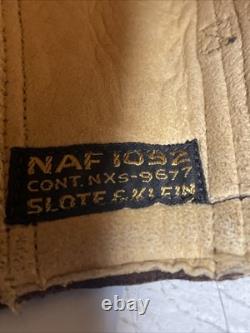 NAF 1092
CONT. NXs-9677
SLOTE & KLEIN